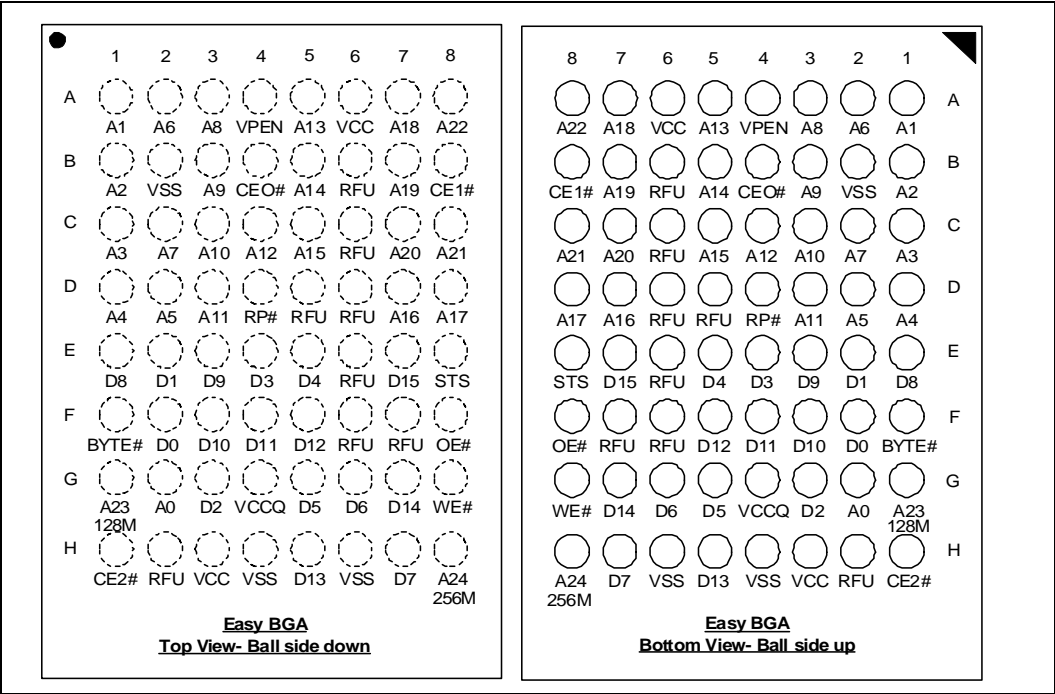 1 2 3 4 5 6 7 8
A
A1 A6 A8 VPEN A13 VCC A18 A22
B
A2 VSS A9 CEO# A14 RFU A19 CE1#
C
A3 A7 A10 A12 A15 RFU A20 A21
D
A4 A5 A11 RP# RFU RFU A16 A17
E
D8 D1 D9 D3 D4 RFU D15 STS
F
BYTE# D0 D10 D11 D12 RFU RFU OE#
G
A23 A0 D2 VCCQ D5 D6 D14 WE#
128M
H
CE2# RFU VCC VSS D13 VSS D7 A24
256M
Easy BGA
Top View- Ball side down
8 7 6 5 4 3 2 1
A
A22 A18 VCC A13 VPEN A8 A6 A1
B
CE1# A19 RFU A14 CEO# A9 VSS A2
C
A21 A20 RFU A15 A12 A10 A7 A3
D
A17 A16 RFU RFU RP# A11 A5 A4
E
STS D15 RFU D4 D3 D9 D1 D8
F
OE# RFU RFU D12 D11 D10 D0 BYTE#
G
WE# D14 D6 D5 VCCQ D2 A0 A23
128M
H
A24 D7 VSS D13 VSS VCC RFU CE2#
256M
Easy BGA
Bottom View- Ball side up